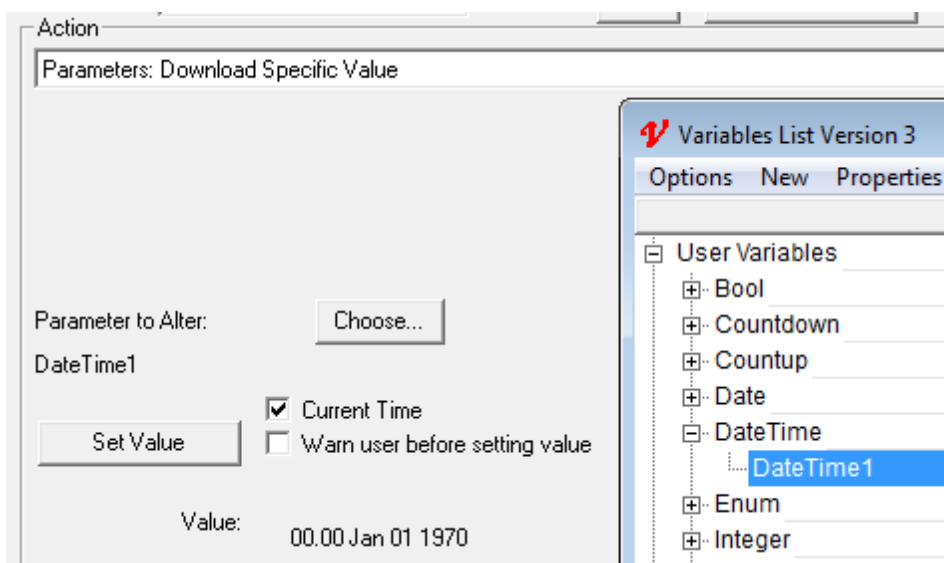 Action
Parameters: Download Specific Value
Variables List Version 3
Options New Properties
User Variables
Bool
Countdown
Countup
Date
DateTime
DateTime1
Enum
Integer
Parameter to Alter:
Choose...
DateTime1
Current Time
Set Value
Warn user before setting value
Value:
00.00 Jan 01 1970